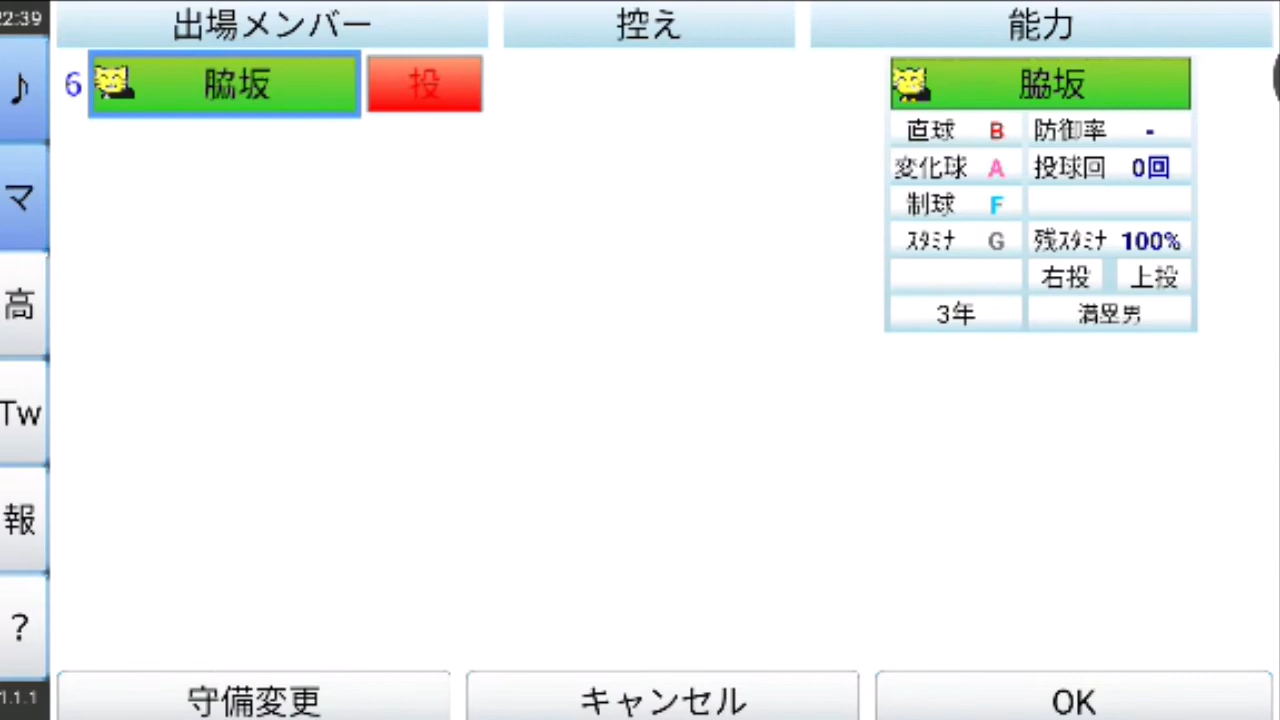 22:39
♪
マ
高
Tw
報
?
1.1.1
出場メンバー
控え
能力
6 脇坂 投
脇坂
直球 B 防御率 -
変化球 A 投球回 0回
制球 F
ｽﾀﾐﾅ G 残ｽﾀﾐﾅ 100%
右投 上投
3年 満塁男
守備変更
キャンセル
OK